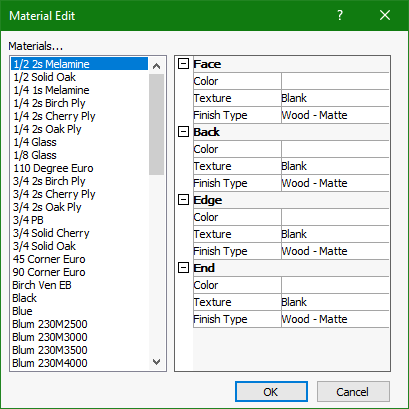 Material Edit ? ×
Materials...
1/2 2s Melamine
1/2 Solid Oak
1/4 1s Melamine
1/4 2s Birch Ply
1/4 2s Cherry Ply
1/4 2s Oak Ply
1/4 Glass
1/8 Glass
110 Degree Euro
3/4 2s Birch Ply
3/4 2s Cherry Ply
3/4 2s Oak Ply
3/4 PB
3/4 Solid Cherry
3/4 Solid Oak
45 Corner Euro
90 Corner Euro
Birch Ven EB
Black
Blue
Blum 230M2500
Blum 230M3000
Blum 230M3500
Blum 230M4000
Face
Color
Texture Blank
Finish Type Wood - Matte
Back
Color
Texture Blank
Finish Type Wood - Matte
Edge
Color
Texture Blank
Finish Type Wood - Matte
End
Color
Texture Blank
Finish Type Wood - Matte
OK Cancel